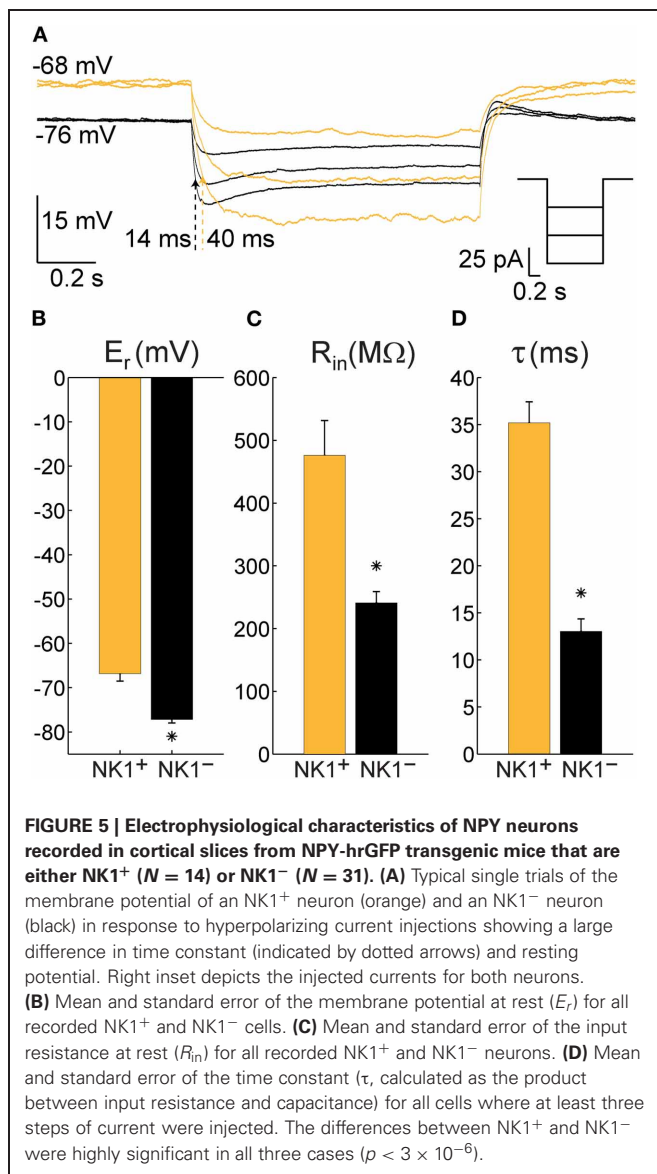 A
-68 mV
-76 mV
15 mV
0.2 s
14 ms
40 ms
25 pA
0.2 s
B
E_r (mV)
0
-10
-20
-30
-40
-50
-60
-70
-80
*
NK1⁺ NK1⁻
C
R_in (MΩ)
600
500
400
300
200
100
0
*
NK1⁺ NK1⁻
D
τ (ms)
40
35
30
25
20
15
10
5
0
*
NK1⁺ NK1⁻
FIGURE 5 | Electrophysiological characteristics of NPY neurons
recorded in cortical slices from NPY-hrGFP transgenic mice that are
either NK1⁺ (N = 14) or NK1⁻ (N = 31). (A) Typical single trials of the
membrane potential of an NK1⁺ neuron (orange) and an NK1⁻ neuron
(black) in response to hyperpolarizing current injections showing a large
difference in time constant (indicated by dotted arrows) and resting
potential. Right inset depicts the injected currents for both neurons.
(B) Mean and standard error of the membrane potential at rest (E_r) for all
recorded NK1⁺ and NK1⁻ cells. (C) Mean and standard error of the input
resistance at rest (R_in) for all recorded NK1⁺ and NK1⁻ neurons. (D) Mean
and standard error of the time constant (τ, calculated as the product
between input resistance and capacitance) for all cells where at least three
steps of current were injected. The differences between NK1⁺ and NK1⁻
were highly significant in all three cases (p < 3 × 10⁻⁶).